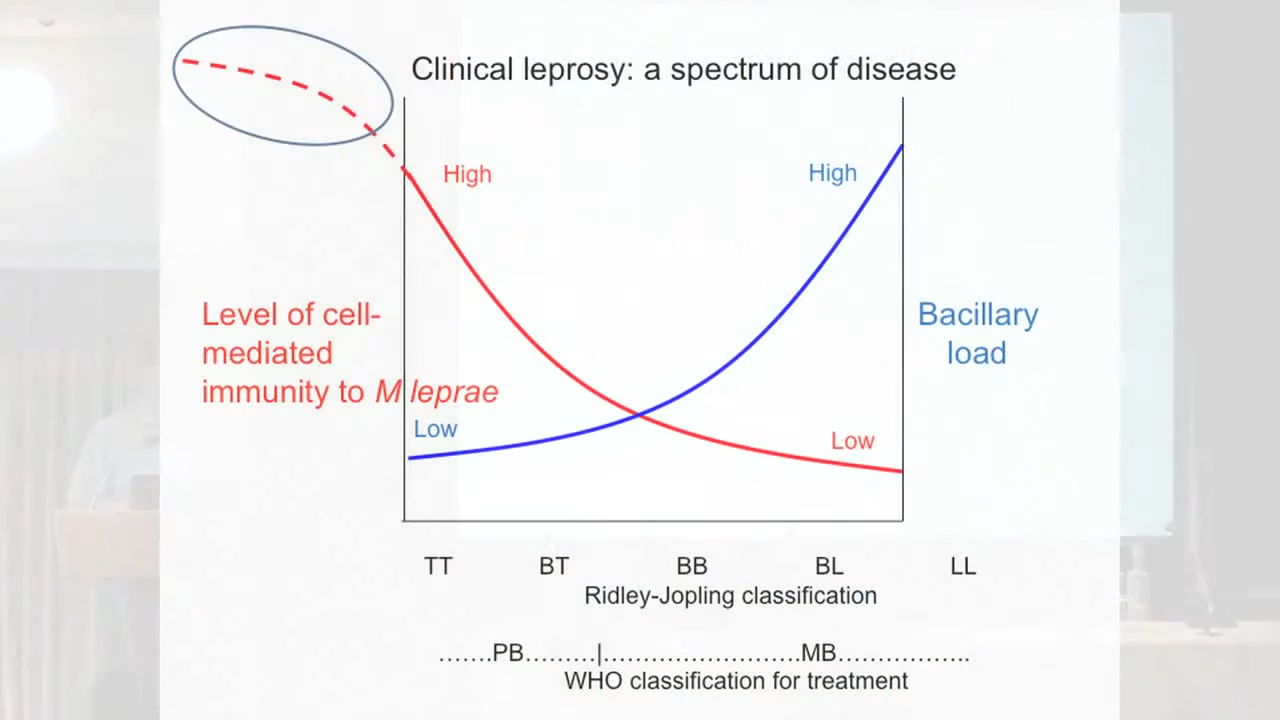 Clinical leprosy: a spectrum of disease
High
High
Level of cell-
mediated
immunity to M leprae
Bacillary
load
Low
Low
TT BT BB BL LL
Ridley-Jopling classification
…….PB………|…………………….MB……………..
WHO classification for treatment